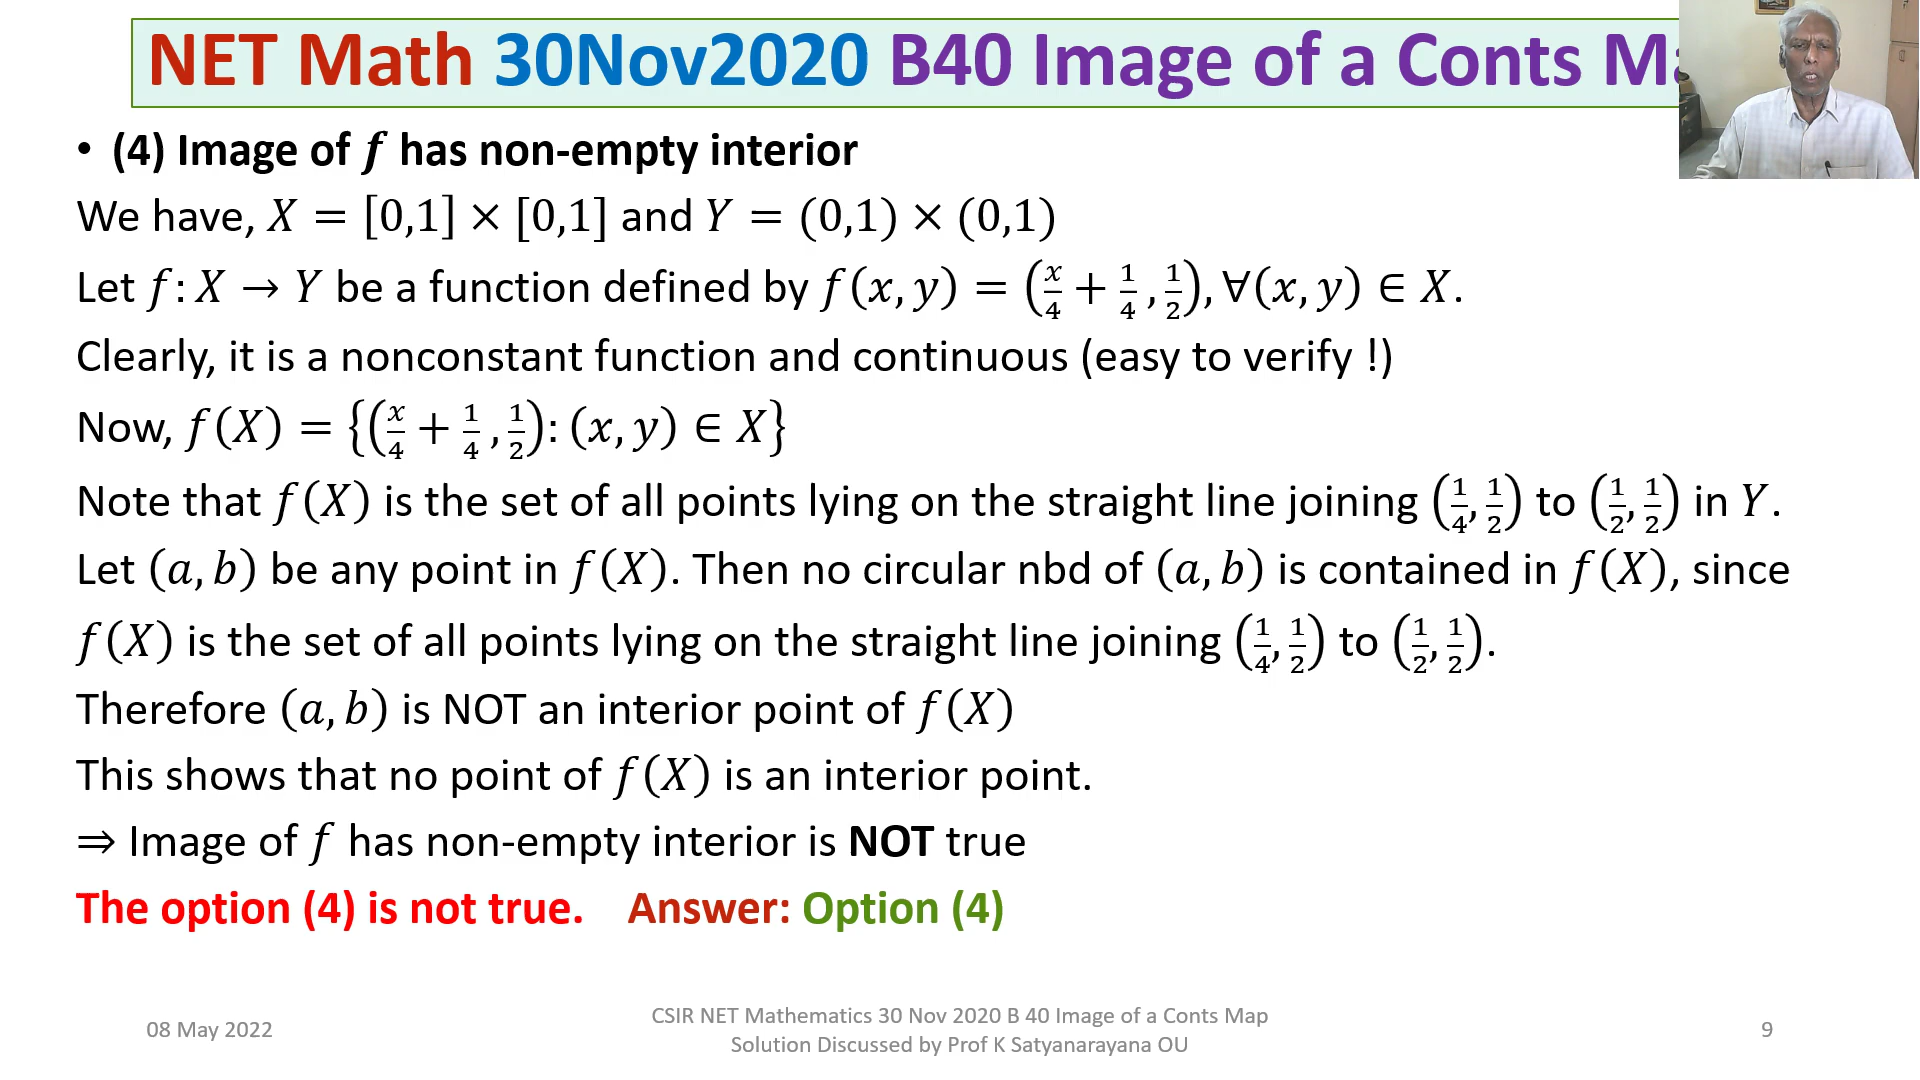 NET Math 30Nov2020 B40 Image of a Conts Ma
• (4) Image of f has non-empty interior
We have, X = [0,1] × [0,1] and Y = (0,1) × (0,1)
Let f: X → Y be a function defined by f(x, y) = (x/4 + 1/4, 1/2), ∀(x, y) ∈ X.
Clearly, it is a nonconstant function and continuous (easy to verify !)
Now, f(X) = {(x/4 + 1/4, 1/2): (x, y) ∈ X}
Note that f(X) is the set of all points lying on the straight line joining (1/4, 1/2) to (1/2, 1/2) in Y.
Let (a, b) be any point in f(X). Then no circular nbd of (a, b) is contained in f(X), since
f(X) is the set of all points lying on the straight line joining (1/4, 1/2) to (1/2, 1/2).
Therefore (a, b) is NOT an interior point of f(X)
This shows that no point of f(X) is an interior point.
⇒ Image of f has non-empty interior is NOT true
The option (4) is not true. Answer: Option (4)
08 May 2022
CSIR NET Mathematics 30 Nov 2020 B 40 Image of a Conts Map
Solution Discussed by Prof K Satyanarayana OU
9